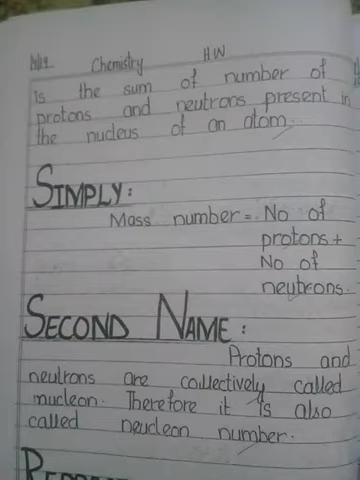 Chemistry HW
is the sum of number of
protons and neutrons present in
the nucleus of an atom.
SIMPLY:
Mass number = No of
protons +
No of
neutrons.
SECOND NAME:
Protons and
neutrons are collectively called
nucleon. Therefore it is also
called neucleon number.